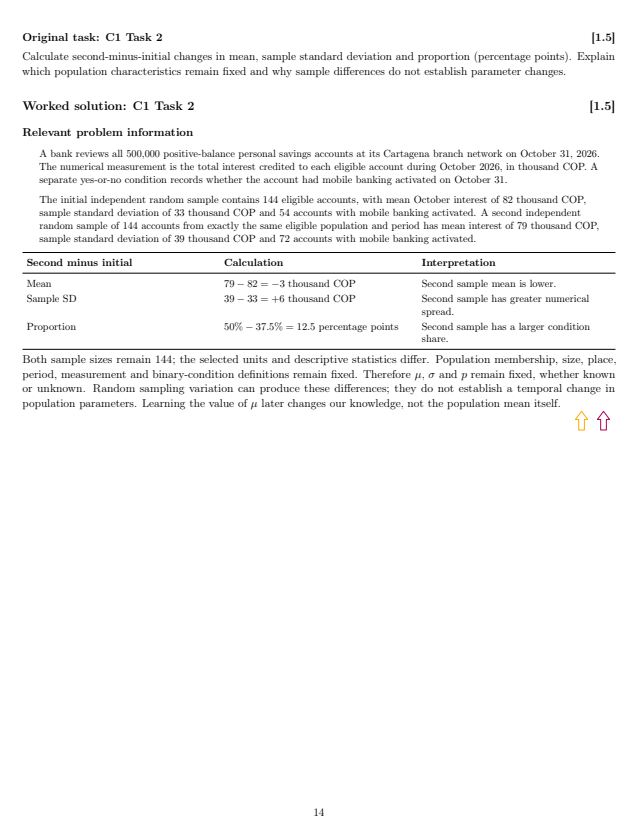 Original task: C1 Task 2 [1.5]
Calculate second-minus-initial changes in mean, sample standard deviation and proportion (percentage points). Explain
which population characteristics remain fixed and why sample differences do not establish parameter changes.
Worked solution: C1 Task 2 [1.5]
Relevant problem information
A bank reviews all 500,000 positive-balance personal savings accounts at its Cartagena branch network on October 31, 2026.
The numerical measurement is the total interest credited to each eligible account during October 2026, in thousand COP. A
separate yes-or-no condition records whether the account had mobile banking activated on October 31.
The initial independent random sample contains 144 eligible accounts, with mean October interest of 82 thousand COP,
sample standard deviation of 33 thousand COP and 54 accounts with mobile banking activated. A second independent
random sample of 144 accounts from exactly the same eligible population and period has mean interest of 79 thousand COP,
sample standard deviation of 39 thousand COP and 72 accounts with mobile banking activated.
Second minus initial Calculation Interpretation
Mean 79 − 82 = −3 thousand COP Second sample mean is lower.
Sample SD 39 − 33 = +6 thousand COP Second sample has greater numerical
spread.
Proportion 50% − 37.5% = 12.5 percentage points Second sample has a larger condition
share.
Both sample sizes remain 144; the selected units and descriptive statistics differ. Population membership, size, place,
period, measurement and binary-condition definitions remain fixed. Therefore μ, σ and p remain fixed, whether known
or unknown. Random sampling variation can produce these differences; they do not establish a temporal change in
population parameters. Learning the value of μ later changes our knowledge, not the population mean itself.
14